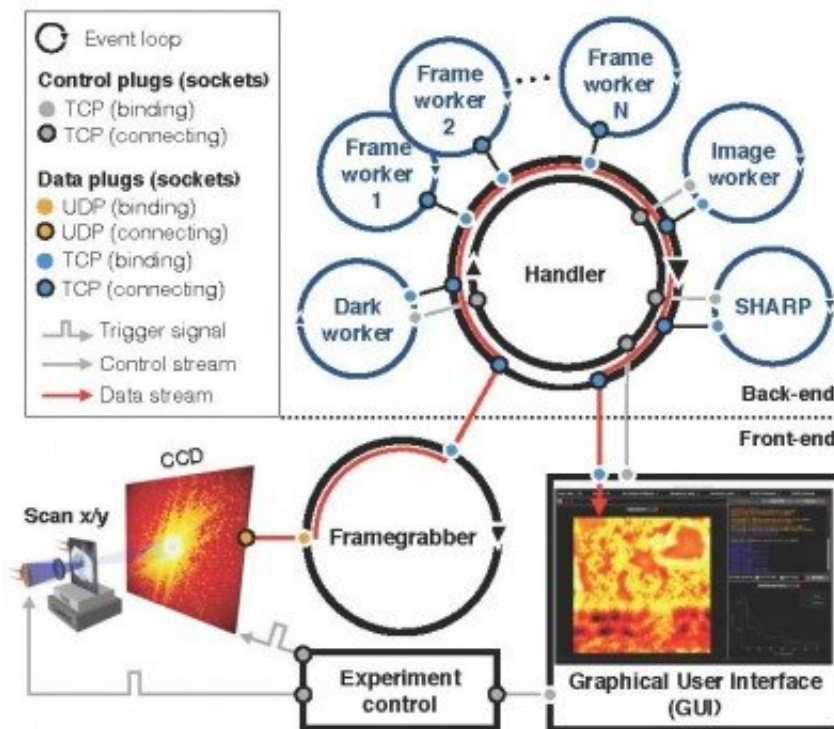 Event loop
Control plugs (sockets)
TCP (binding)
TCP (connecting)
Data plugs (sockets)
UDP (binding)
UDP (connecting)
TCP (binding)
TCP (connecting)
Trigger signal
Control stream
Data stream
Frame
worker
1
Frame
worker
2
Frame
worker
N
Image
worker
Dark
worker
Handler
SHARP
Back-end
Front-end
CCD
Scan x/y
Framegrabber
Experiment
control
Graphical User Interface
(GUI)